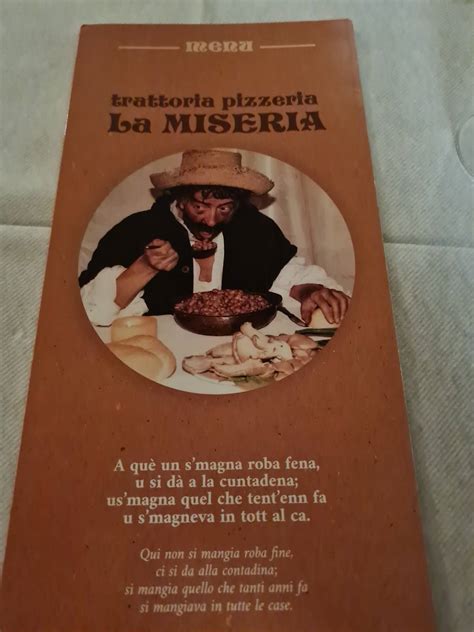 MENU
trattoria pizzeria
La MISERIA
A què un s'magna roba fena,
u si dà a la cuntadena;
us'magna quel che tent'enn fa
u s'magneva in tott al ca.
Qui non si mangia roba fine,
ci si da alla contadina;
si mangia quello che tanti anni fa
si mangiava in tutte le case.